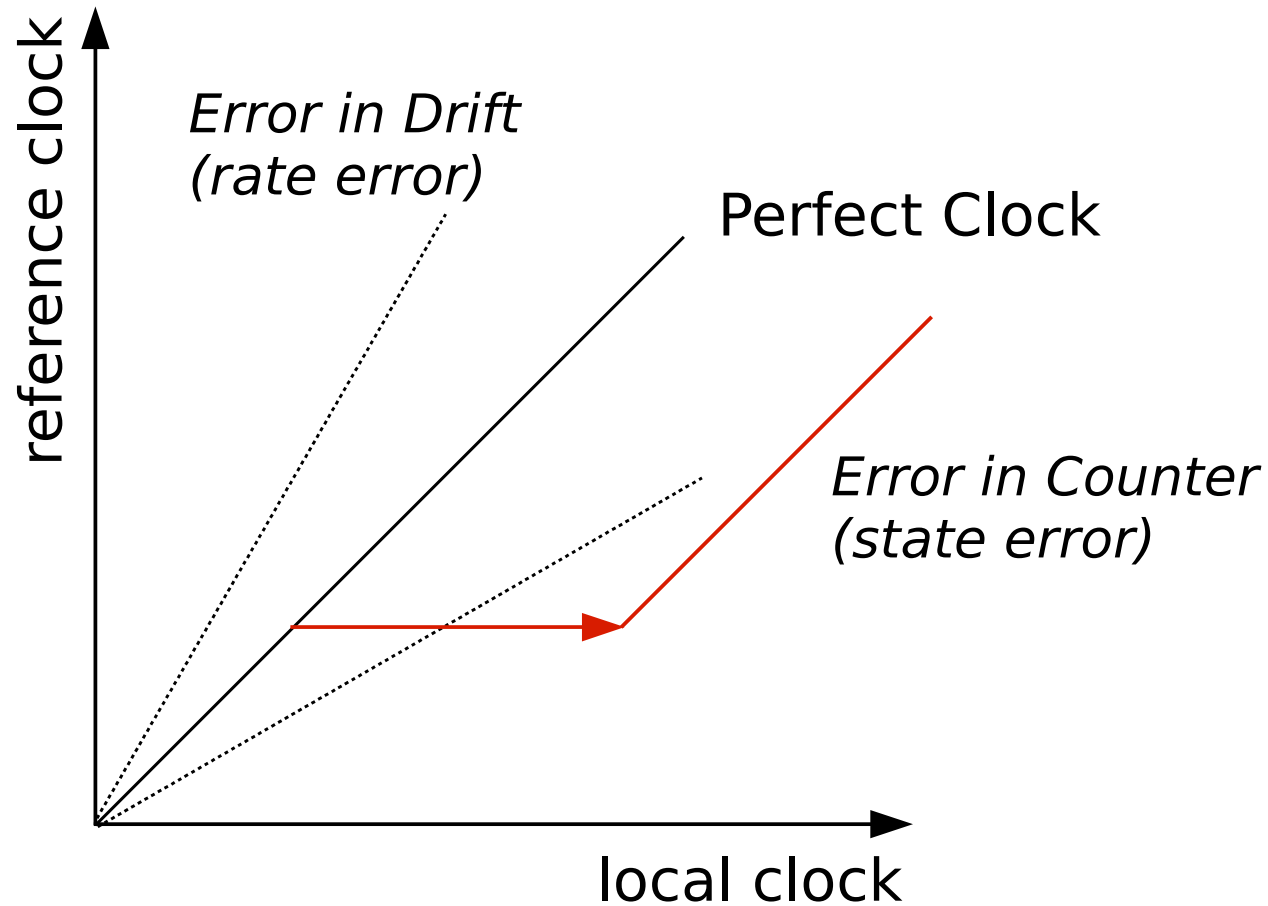 reference clock
Error in Drift
(rate error)
Perfect Clock
Error in Counter
(state error)
local clock